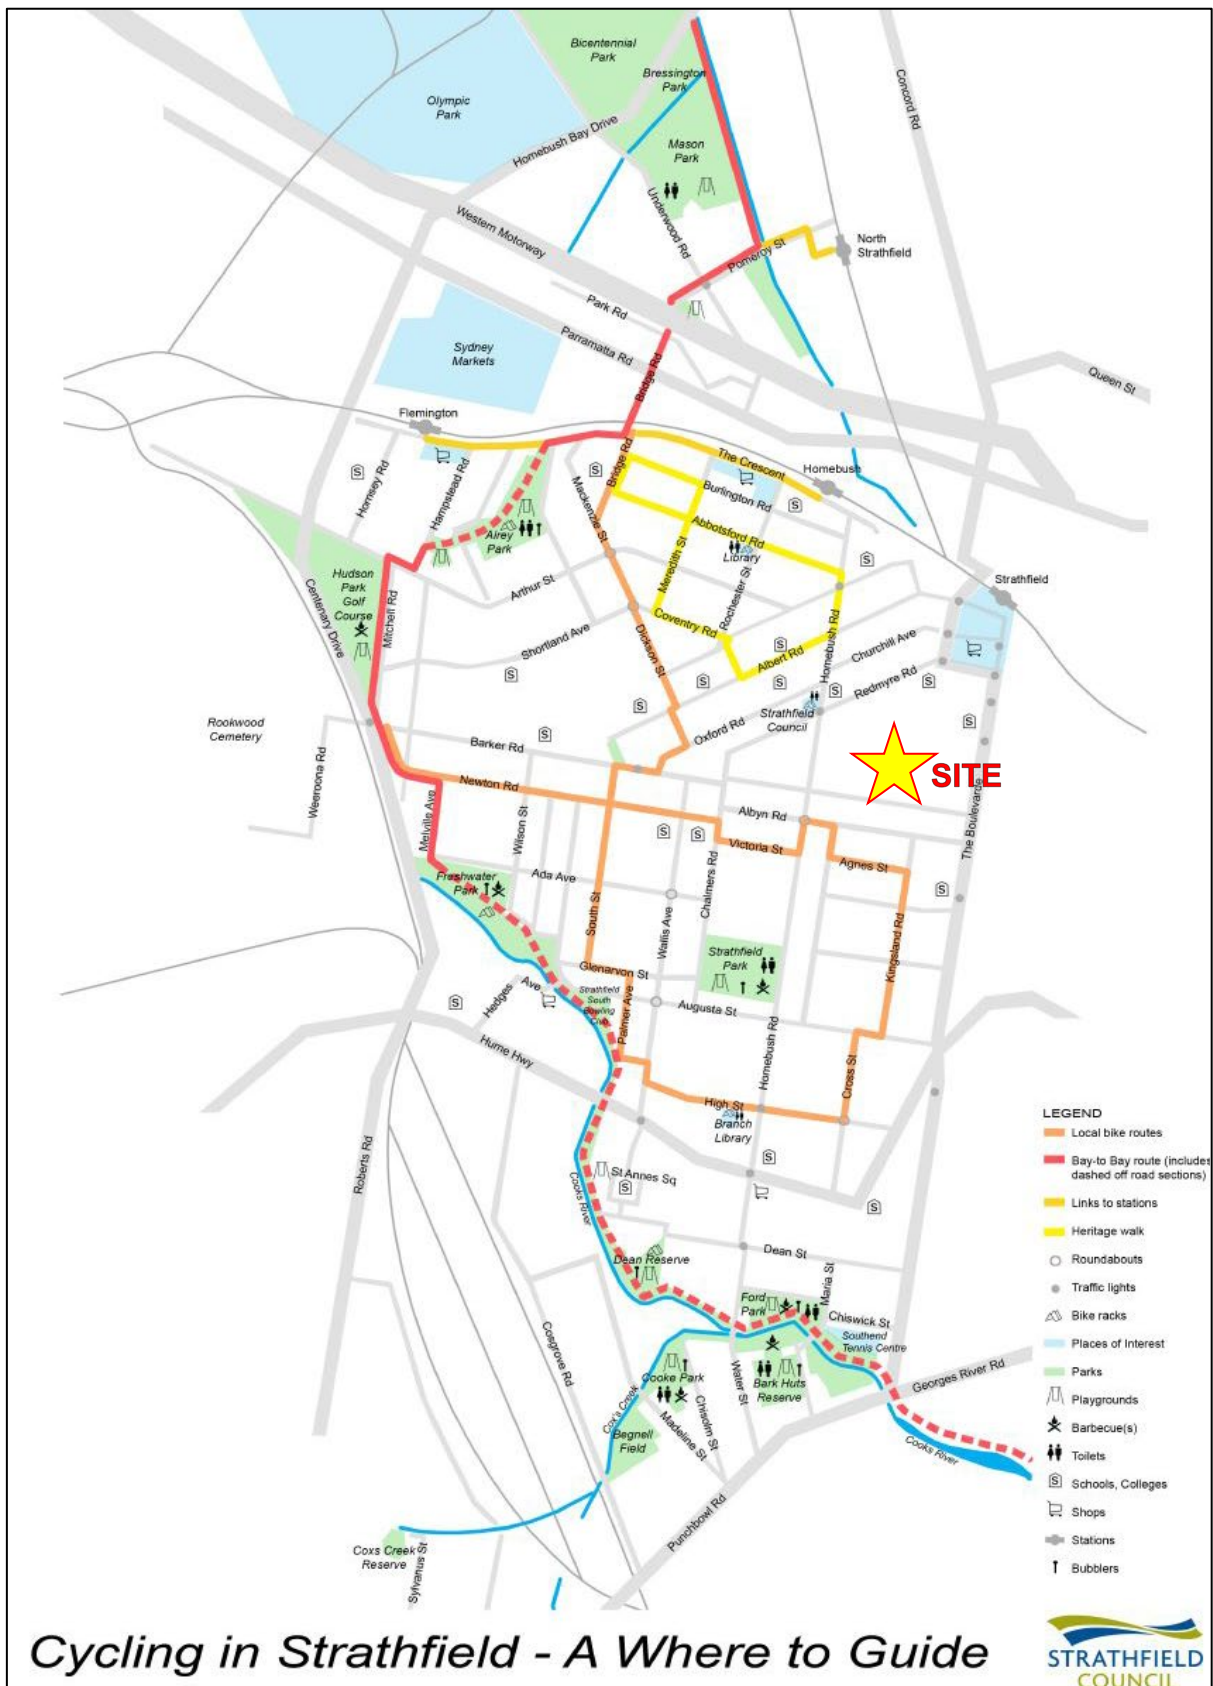 Bicentennial
Park
Bressington
Park
Olympic
Park
Concord Rd
Homebush Bay Drive
Mason
Park
Underwood Rd
Western Motorway
North
Strathfield
Pomeroy St
Park Rd
Parramatta Rd
Sydney
Markets
Bridge Rd
Queen St
Flemington
The Crescent
Homebush
Bridge Rd
Hornsey Rd
Hampstead Rd
Mackenzie St
Burlington Rd
Abbotsford Rd
Airey
Park
Library
Meredith St
Rochester St
Strathfield
Hudson
Park
Golf
Course
Centenary Drive
Mitchell Rd
Arthur St
Shortland Ave
Coventry Rd
Dickson St
Albert Rd
Homebush Rd
Churchill Ave
Redmyre Rd
Strathfield
Council
Oxford Rd
Rookwood
Cemetery
Weeroona Rd
Barker Rd
Newton Rd
SITE
Melville Ave
Wilson St
Albyn Rd
Victoria St
Agnes St
The Boulevarde
Chalmers Rd
Freshwater
Park
Ada Ave
South St
Wallis Ave
Kingsland Rd
Strathfield
Park
Glenarvon St
Hedges Ave
Strathfield
South
Bowling
Club
Palmer Ave
Augusta St
Hume Hwy
Homebush Rd
Cross St
High St
Branch
Library
Roberts Rd
Cooks River
St Annes Sq
Dean Reserve
Dean St
Maria St
Ford
Park
Chiswick St
Southend
Tennis Centre
Cosgrove Rd
Cooke Park
Water St
Bark Huts
Reserve
Georges River Rd
Cox's Creek
Chisolm St
Madeline St
Begnell
Field
Cooks River
Punchbowl Rd
Coxs Creek
Reserve
Sylvanus St
LEGEND
Local bike routes
Bay-to Bay route (includes
dashed off road sections)
Links to stations
Heritage walk
Roundabouts
Traffic lights
Bike racks
Places of Interest
Parks
Playgrounds
Barbecue(s)
Toilets
S Schools, Colleges
Shops
Stations
Bubblers
Cycling in Strathfield - A Where to Guide
STRATHFIELD
COUNCIL